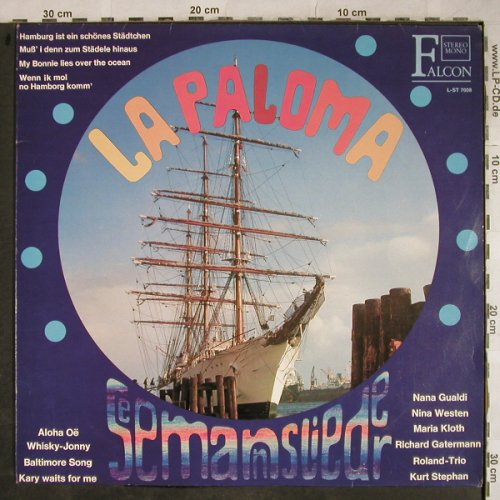 30 cm
20 cm
10 cm
Hamburg ist ein schönes Städtchen
Muß' i denn zum Städele hinaus
My Bonnie lies over the ocean
Wenn ik mol
no Hamborg komm'
FALCON
STEREO
MONO
L-ST 7008
LA PALOMA
Seemannslieder
Aloha Oë
Whisky-Jonny
Baltimore Song
Kary waits for me
Nana Gualdi
Nina Westen
Maria Kloth
Richard Gatermann
Roland-Trio
Kurt Stephan
www.LP-CD.de
10 cm
20 cm
30 cm